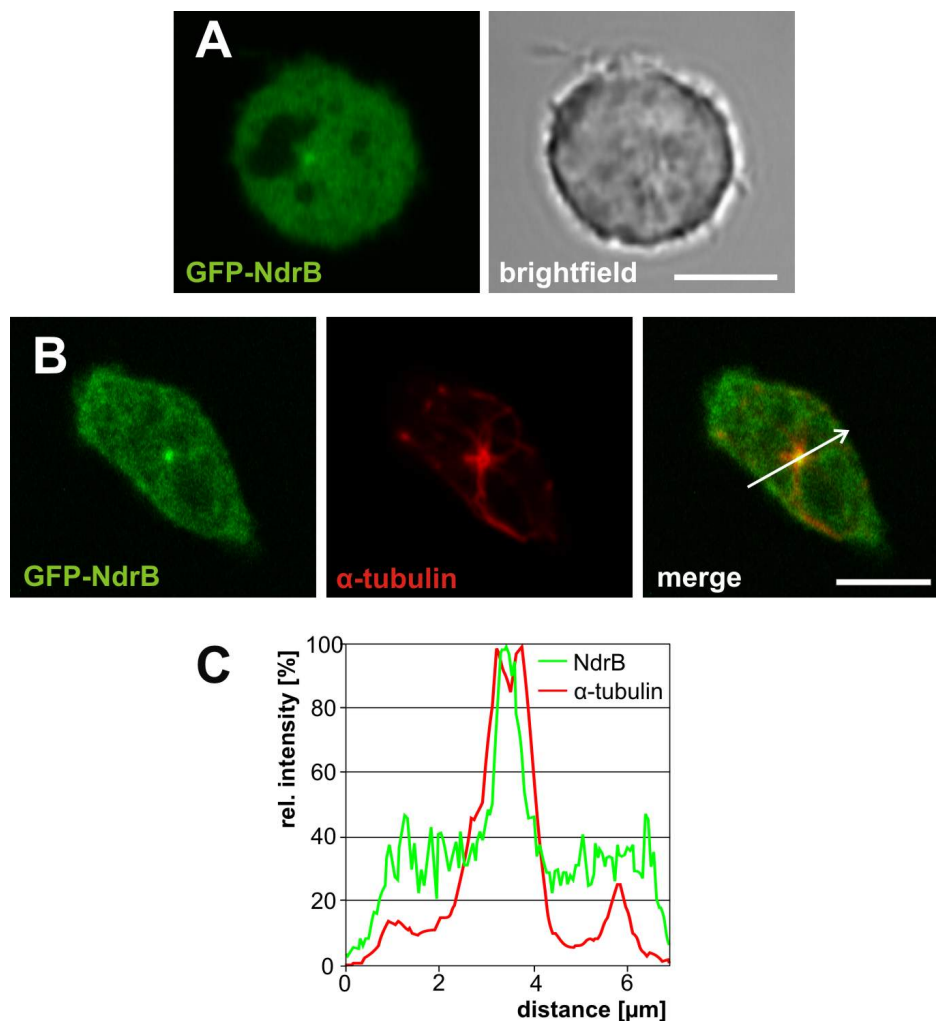 A
GFP-NdrB
brightfield
B
GFP-NdrB
α-tubulin
merge
C
rel. intensity [%]
100
80
60
40
20
0
NdrB
α-tubulin
0 2 4 6
distance [µm]